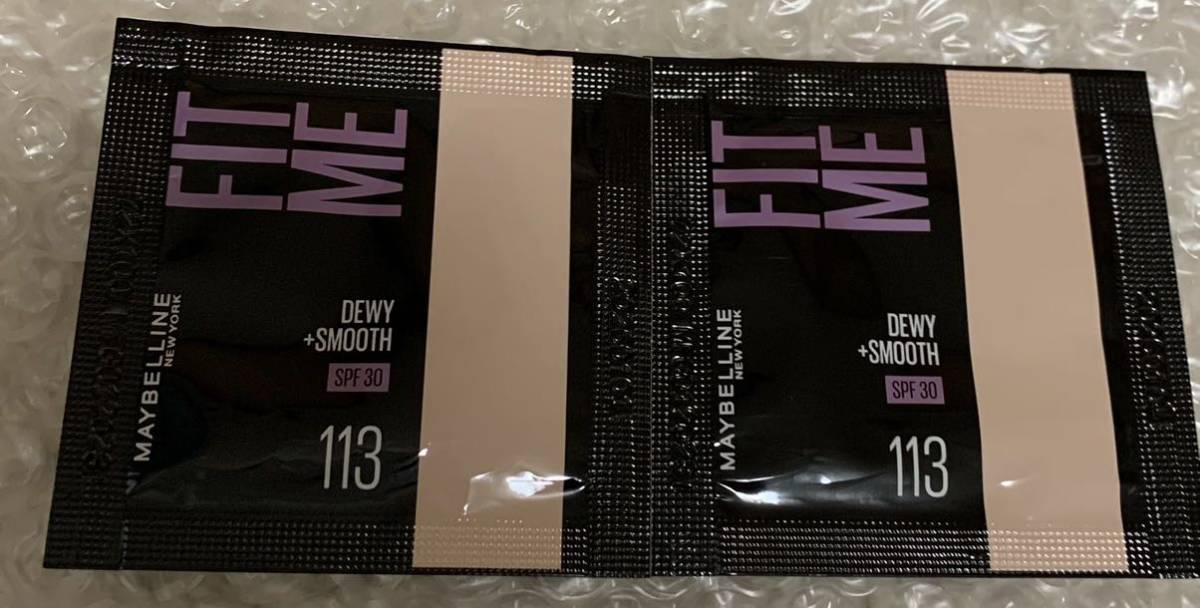 FIT
ME
MAYBELLINE
NEW YORK
DEWY
+SMOOTH
SPF 30
113
FIT
ME
MAYBELLINE
NEW YORK
DEWY
+SMOOTH
SPF 30
113